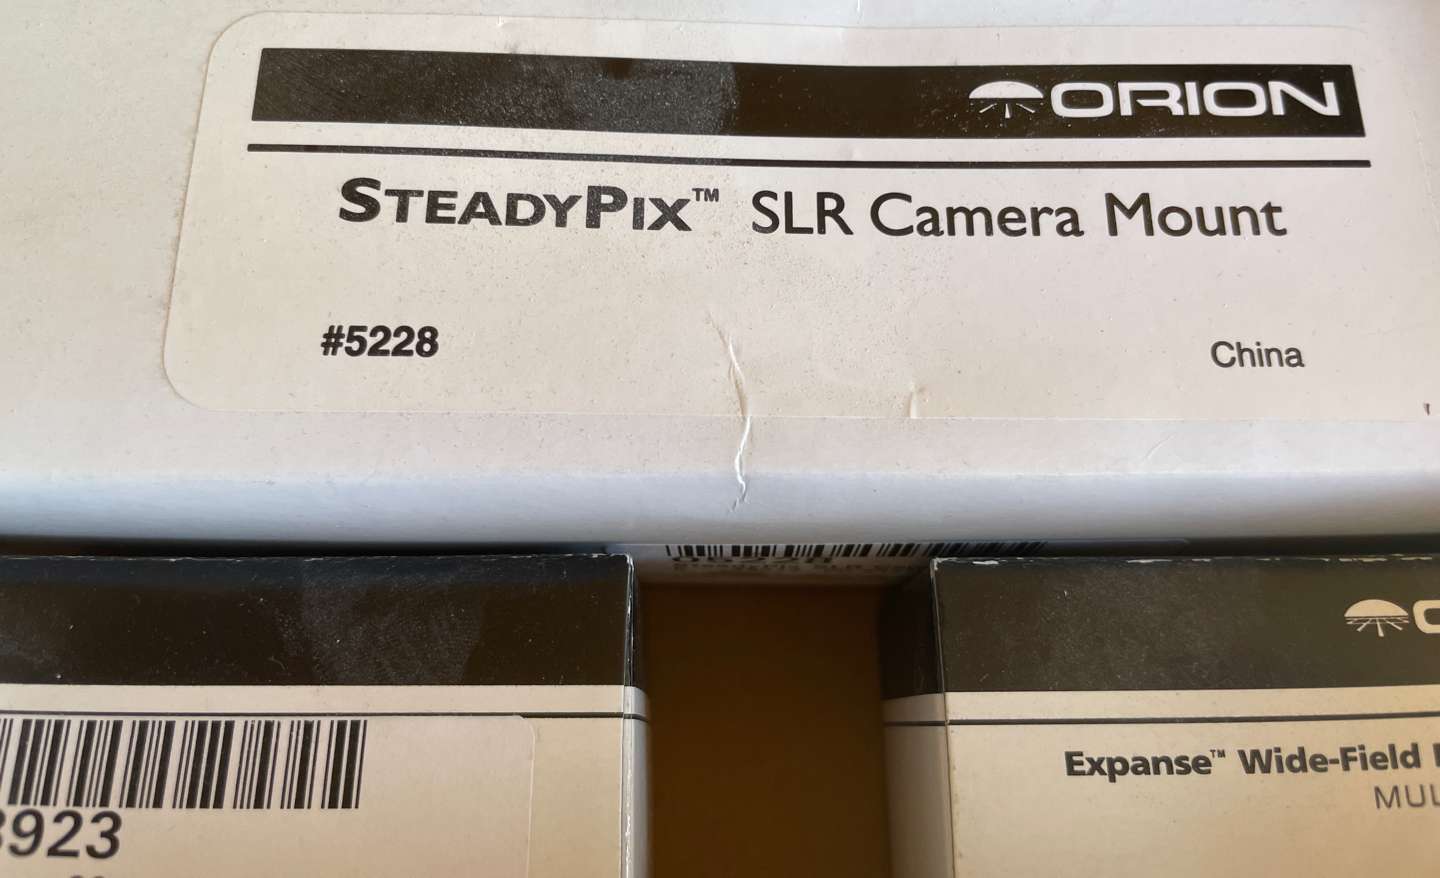 ORION
STEADYPIX™ SLR Camera Mount
#5228
China
3923
Expanse™ Wide-Field